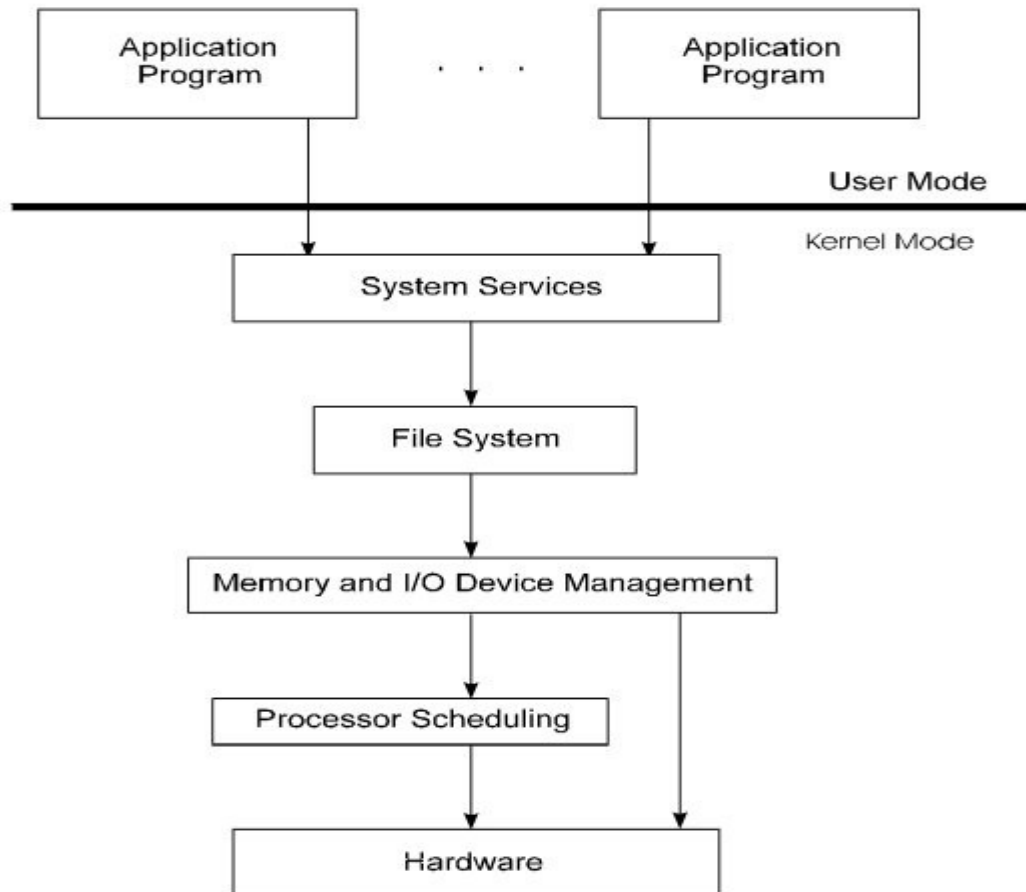 Application
Program
. . .
Application
Program
User Mode
Kernel Mode
System Services
File System
Memory and I/O Device Management
Processor Scheduling
Hardware